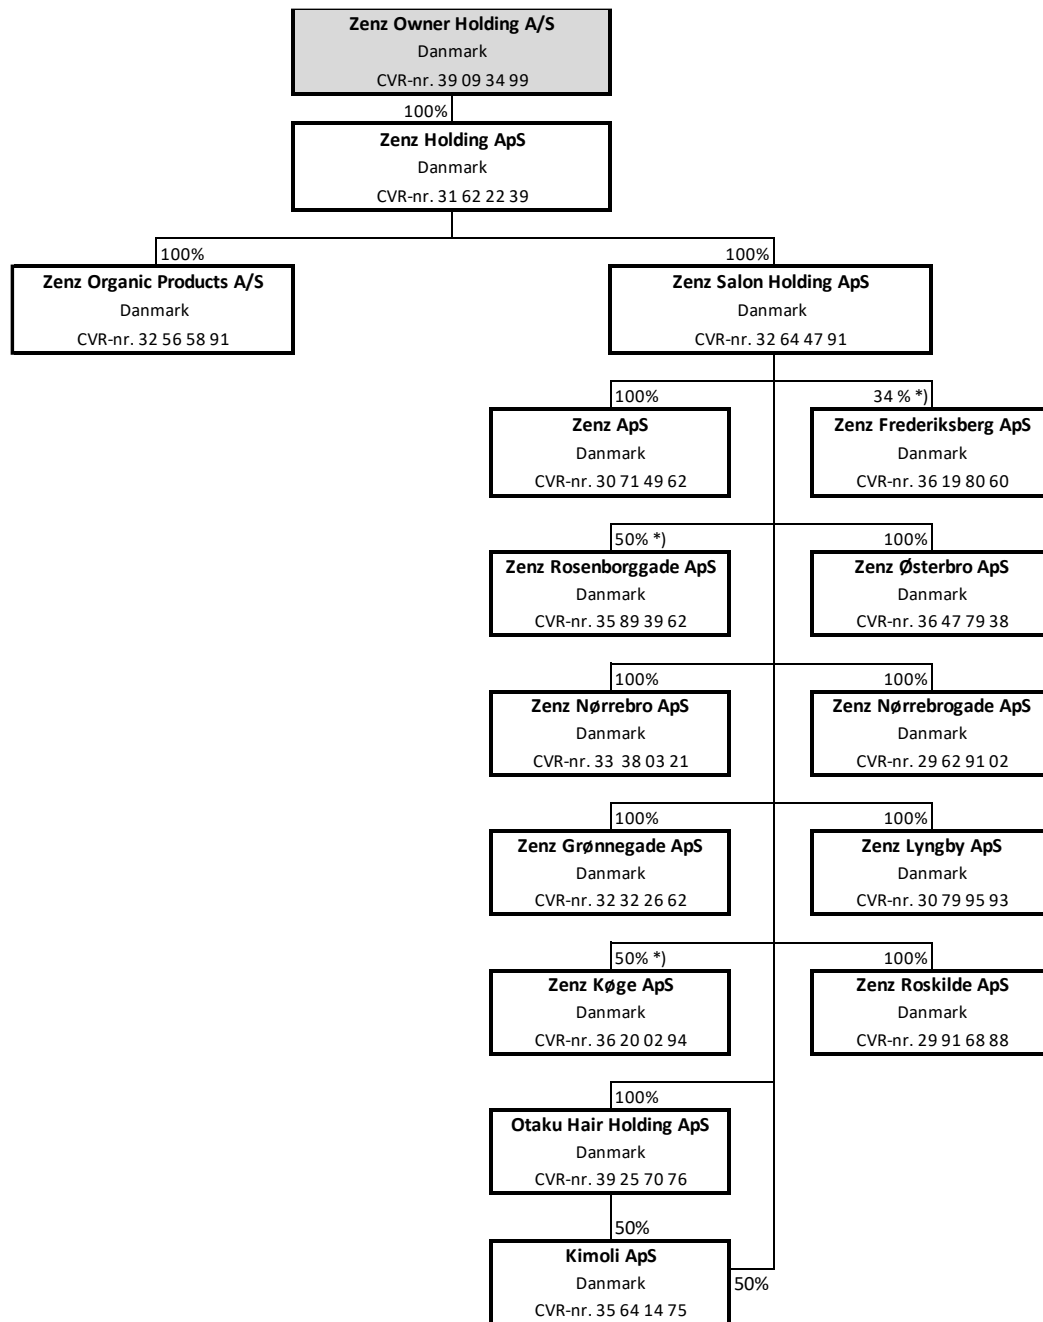 Zenz Owner Holding A/S
Danmark
CVR-nr. 39 09 34 99
100%
Zenz Holding ApS
Danmark
CVR-nr. 31 62 22 39
100%
Zenz Organic Products A/S
Danmark
CVR-nr. 32 56 58 91
100%
Zenz Salon Holding ApS
Danmark
CVR-nr. 32 64 47 91
100%
Zenz ApS
Danmark
CVR-nr. 30 71 49 62
34 % *)
Zenz Frederiksberg ApS
Danmark
CVR-nr. 36 19 80 60
50% *)
Zenz Rosenborggade ApS
Danmark
CVR-nr. 35 89 39 62
100%
Zenz Østerbro ApS
Danmark
CVR-nr. 36 47 79 38
100%
Zenz Nørrebro ApS
Danmark
CVR-nr. 33 38 03 21
100%
Zenz Nørrebrogade ApS
Danmark
CVR-nr. 29 62 91 02
100%
Zenz Grønnegade ApS
Danmark
CVR-nr. 32 32 26 62
100%
Zenz Lyngby ApS
Danmark
CVR-nr. 30 79 95 93
50% *)
Zenz Køge ApS
Danmark
CVR-nr. 36 20 02 94
100%
Zenz Roskilde ApS
Danmark
CVR-nr. 29 91 68 88
100%
Otaku Hair Holding ApS
Danmark
CVR-nr. 39 25 70 76
50%
Kimoli ApS
Danmark
CVR-nr. 35 64 14 75
50%